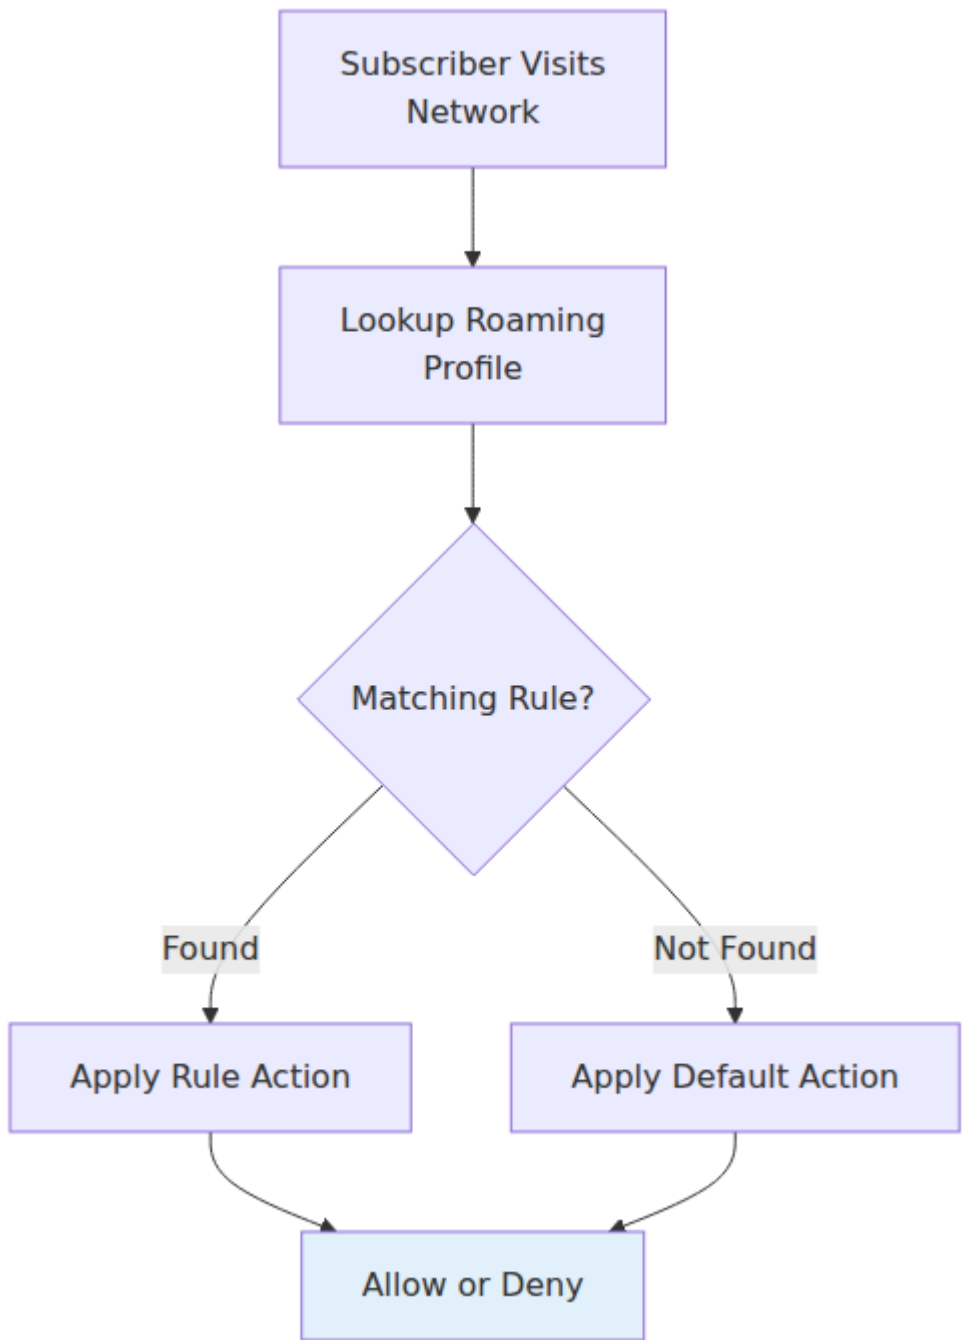 Subscriber Visits
Network
Lookup Roaming
Profile
Matching Rule?
Found
Not Found
Apply Rule Action
Apply Default Action
Allow or Deny